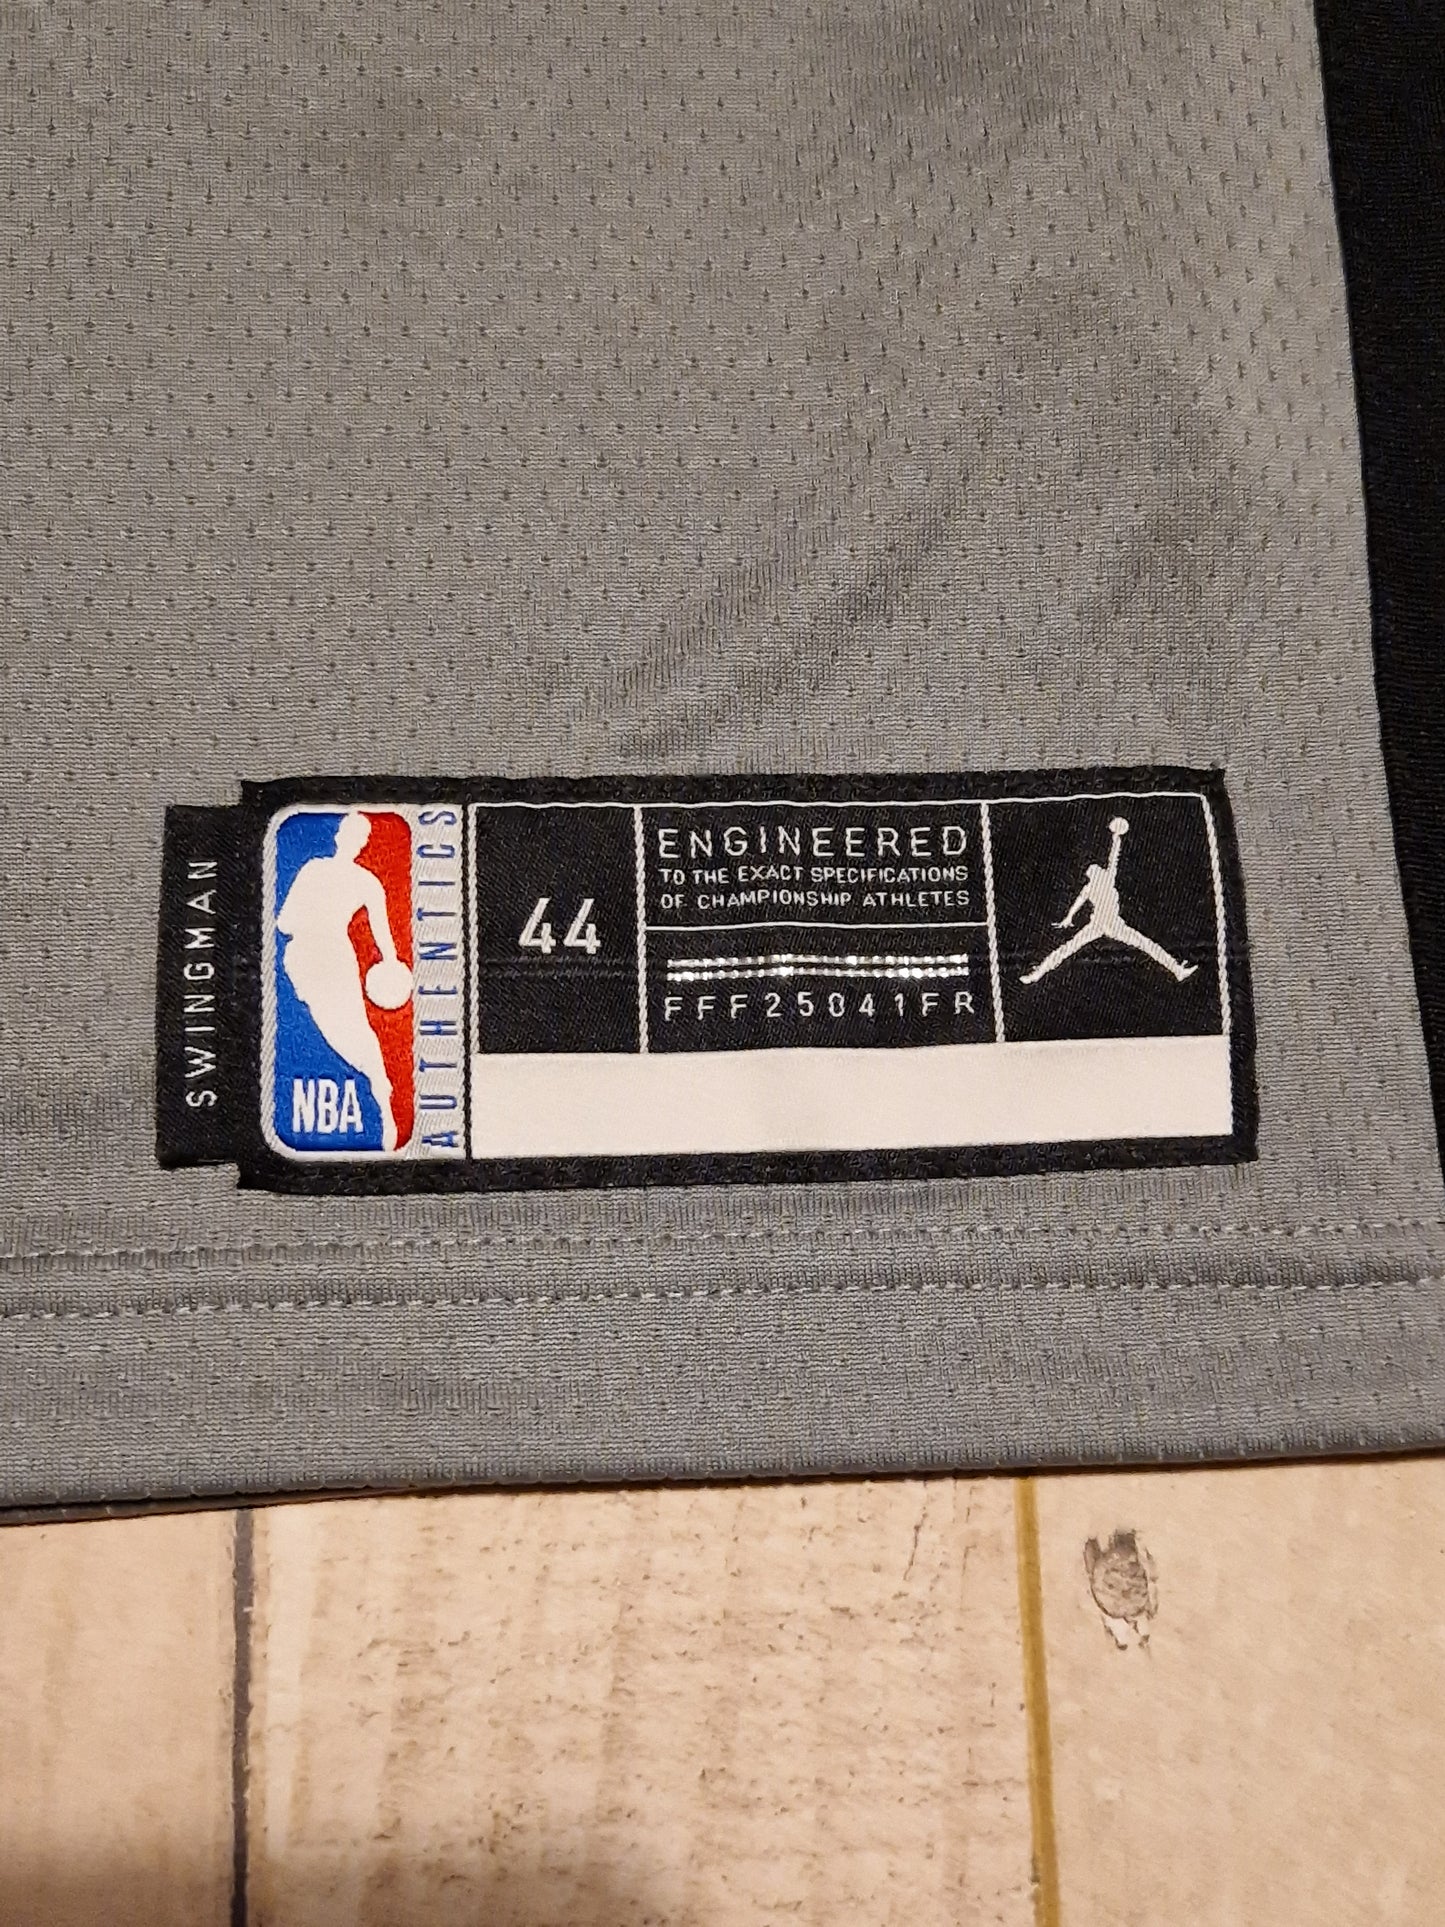 SWINGMAN
NBA
AUTHENTICS
44
ENGINEERED
TO THE EXACT SPECIFICATIONS
OF CHAMPIONSHIP ATHLETES
FFF25041FR